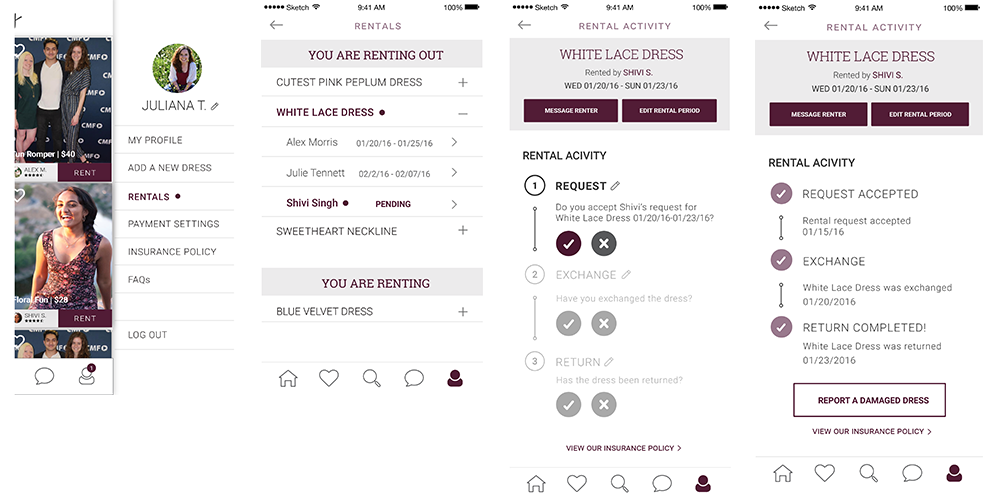 CMFO
CMFO
CMFO
CMFO
Fun Romper | $40
ALEX M.
RENT
Floral Fun | $28
SHIVI S.
RENT
CMFO
1
JULIANA T.
MY PROFILE
ADD A NEW DRESS
RENTALS
PAYMENT SETTINGS
INSURANCE POLICY
FAQs
LOG OUT
Sketch 9:41 AM 100%
RENTALS
YOU ARE RENTING OUT
CUTEST PINK PEPLUM DRESS
WHITE LACE DRESS
Alex Morris 01/20/16 - 01/25/16
Julie Tennett 02/2/16 - 02/07/16
Shivi Singh PENDING
SWEETHEART NECKLINE
YOU ARE RENTING
BLUE VELVET DRESS
Sketch 9:41 AM 100%
RENTAL ACTIVITY
WHITE LACE DRESS
Rented by SHIVI S.
WED 01/20/16 - SUN 01/23/16
MESSAGE RENTER EDIT RENTAL PERIOD
RENTAL ACIVITY
1 REQUEST
Do you accept Shivi's request for
White Lace Dress 01/20/16-01/23/16?
2 EXCHANGE
Have you exchanged the dress?
3 RETURN
Has the dress been returned?
VIEW OUR INSURANCE POLICY >
Sketch 9:41 AM 100%
RENTAL ACTIVITY
WHITE LACE DRESS
Rented by SHIVI S.
WED 01/20/16 - SUN 01/23/16
MESSAGE RENTER EDIT RENTAL PERIOD
RENTAL ACIVITY
REQUEST ACCEPTED
Rental request accepted
01/15/16
EXCHANGE
White Lace Dress was exchanged
01/20/2016
RETURN COMPLETED!
White Lace Dress was returned
01/23/2016
REPORT A DAMAGED DRESS
VIEW OUR INSURANCE POLICY >